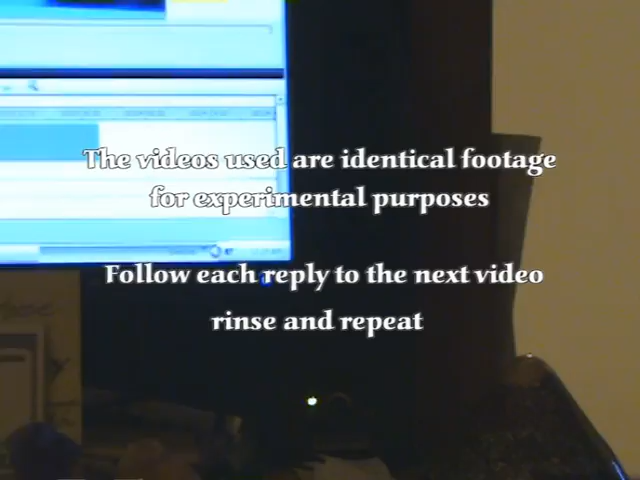 The videos used are identical footage
for experimental purposes
Follow each reply to the next video
rinse and repeat